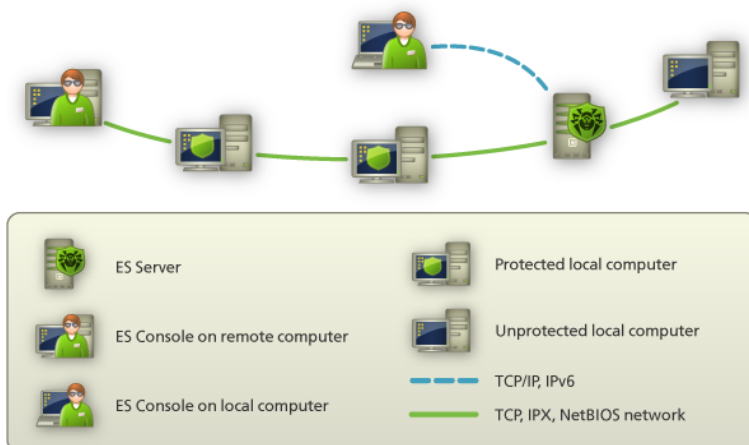 ES Server
Protected local computer
ES Console on remote computer
Unprotected local computer
ES Console on local computer
TCP/IP, IPv6
TCP, IPX, NetBIOS network